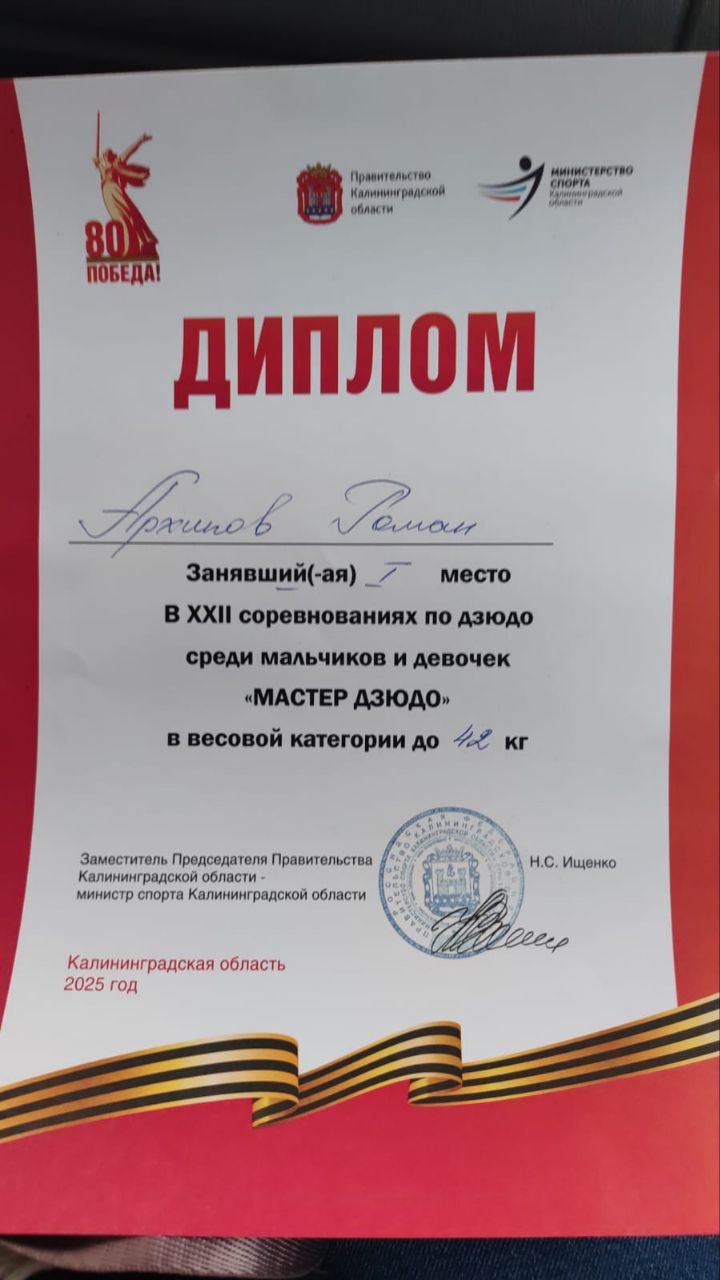 80
ПОБЕДА!
Правительство
Калининградской
области
МИНИСТЕРСТВО
СПОРТА
Калининградской
области
ДИПЛОМ
Архипов Роман
Занявший(-ая) I место
В XXII соревнованиях по дзюдо
среди мальчиков и девочек
«МАСТЕР ДЗЮДО»
в весовой категории до 42 кг
Заместитель Председателя Правительства
Калининградской области -
министр спорта Калининградской области
Н.С. Ищенко
Калининградская область
2025 год